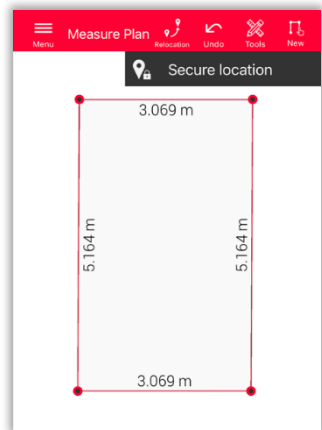 Menu
Measure Plan
Relocation
Undo
Tools
New
Secure location
3.069 m
5.164 m
5.164 m
3.069 m